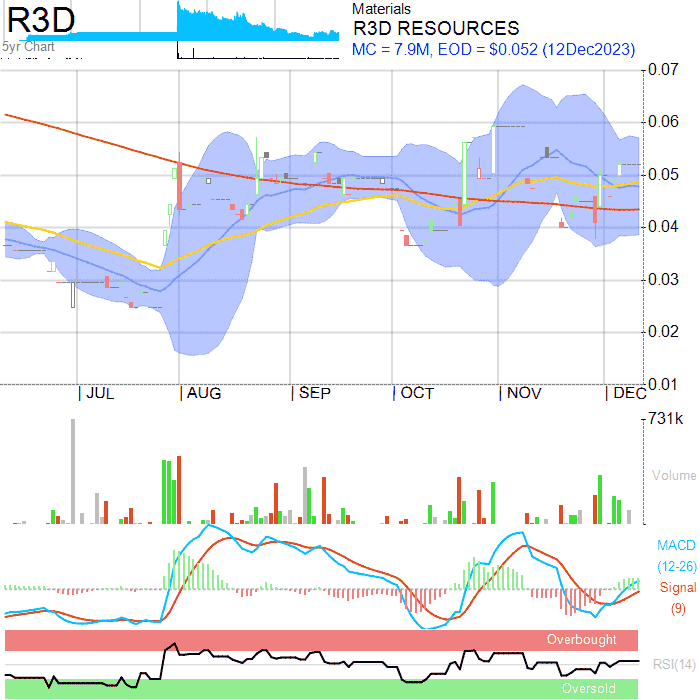 R3D
5yr Chart
Materials
R3D RESOURCES
MC = 7.9M, EOD = $0.052 (12Dec2023)
0.07
0.06
0.05
0.04
0.03
0.02
0.01
JUL AUG SEP OCT NOV DEC
731k
Volume
MACD
(12-26)
Signal
(9)
Overbought
RSI(14)
Oversold